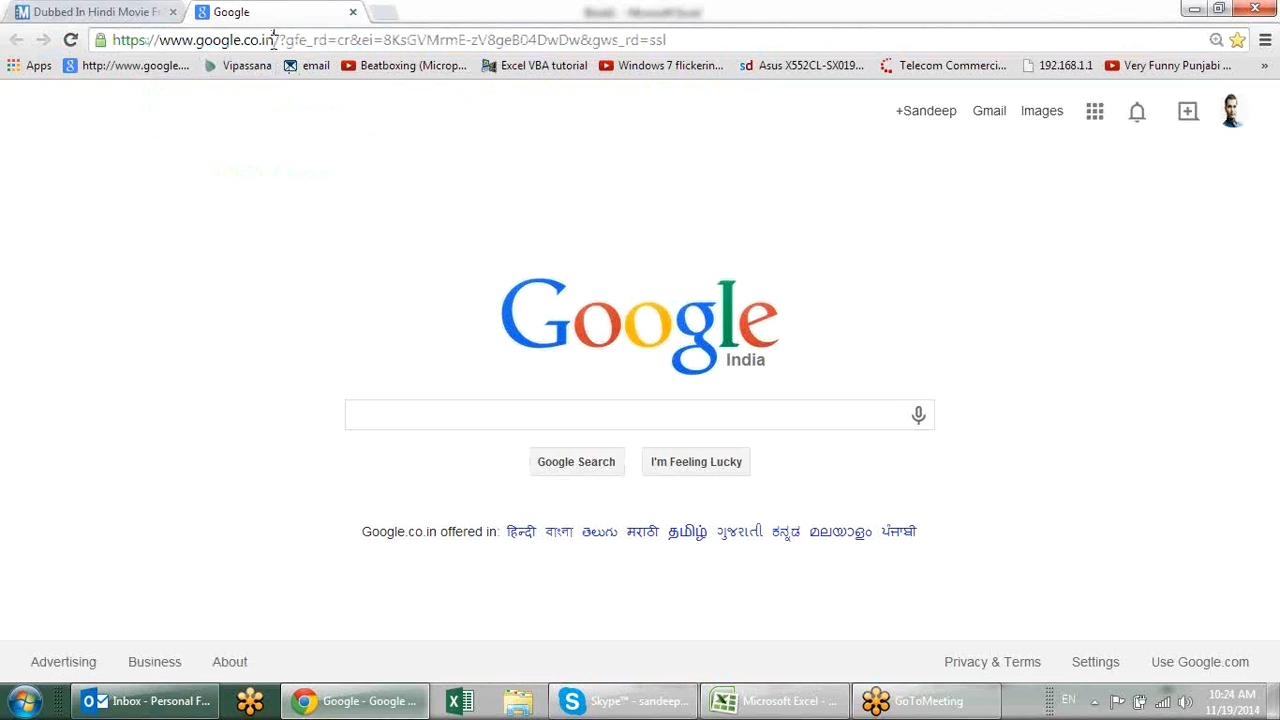 Dubbed In Hindi Movie F
Google
https://www.google.co.in/?gfe_rd=cr&ei=8KsGVMrmE-zV8geB04DwDw&gws_rd=ssl
Apps http://www.google.... Vipassana email Beatboxing (Microp... Excel VBA tutorial Windows 7 flickerin... Asus X552CL-SX019... Telecom Commerci... 192.168.1.1 Very Funny Punjabi ... »
+Sandeep Gmail Images
Google
India
Google Search I'm Feeling Lucky
Google.co.in offered in: हिन्दी বাংলা తెలుగు मराठी தமிழ் ગુજરાતી ಕನ್ನಡ മലയാളം ਪੰਜਾਬੀ
Advertising Business About Privacy & Terms Settings Use Google.com
Inbox - Personal F... Google - Google ... Skype™ - sandeep... Microsoft Excel - ... GoToMeeting EN 10:24 AM
11/19/2014